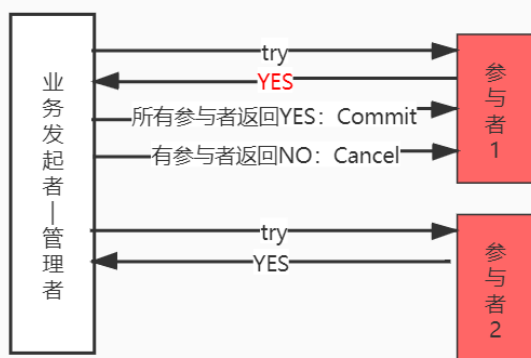 业务发起者—管理者
try
YES
所有参与者返回YES：Commit
有参与者返回NO：Cancel
参与者1
try
YES
参与者2